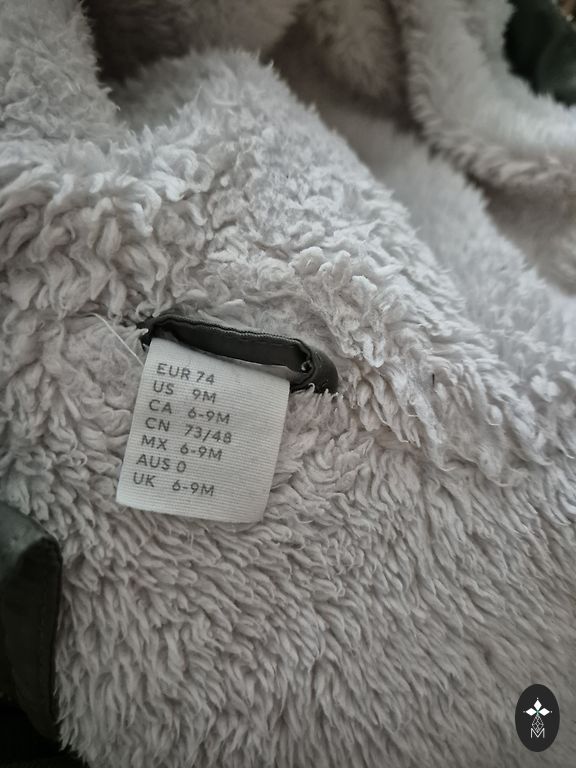 EUR 74
US 9M
CA 6-9M
CN 73/48
MX 6-9M
AUS 0
UK 6-9M
M